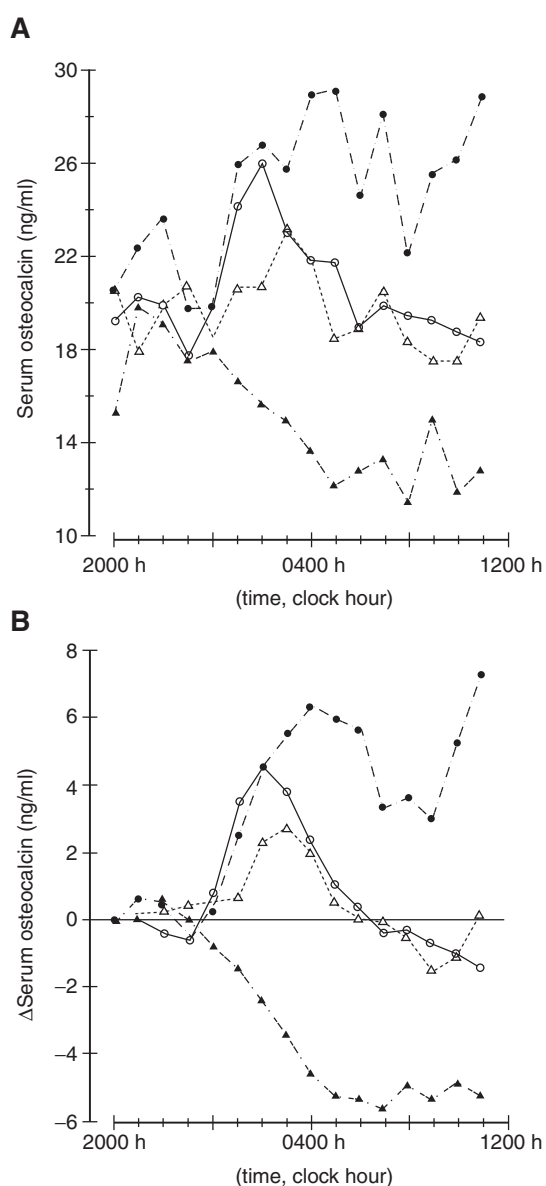 A
30
26
22
18
14
10
Serum osteocalcin (ng/ml)
2000 h 0400 h 1200 h
(time, clock hour)
B
8
6
4
2
0
–2
–4
–6
ΔSerum osteocalcin (ng/ml)
2000 h 0400 h 1200 h
(time, clock hour)